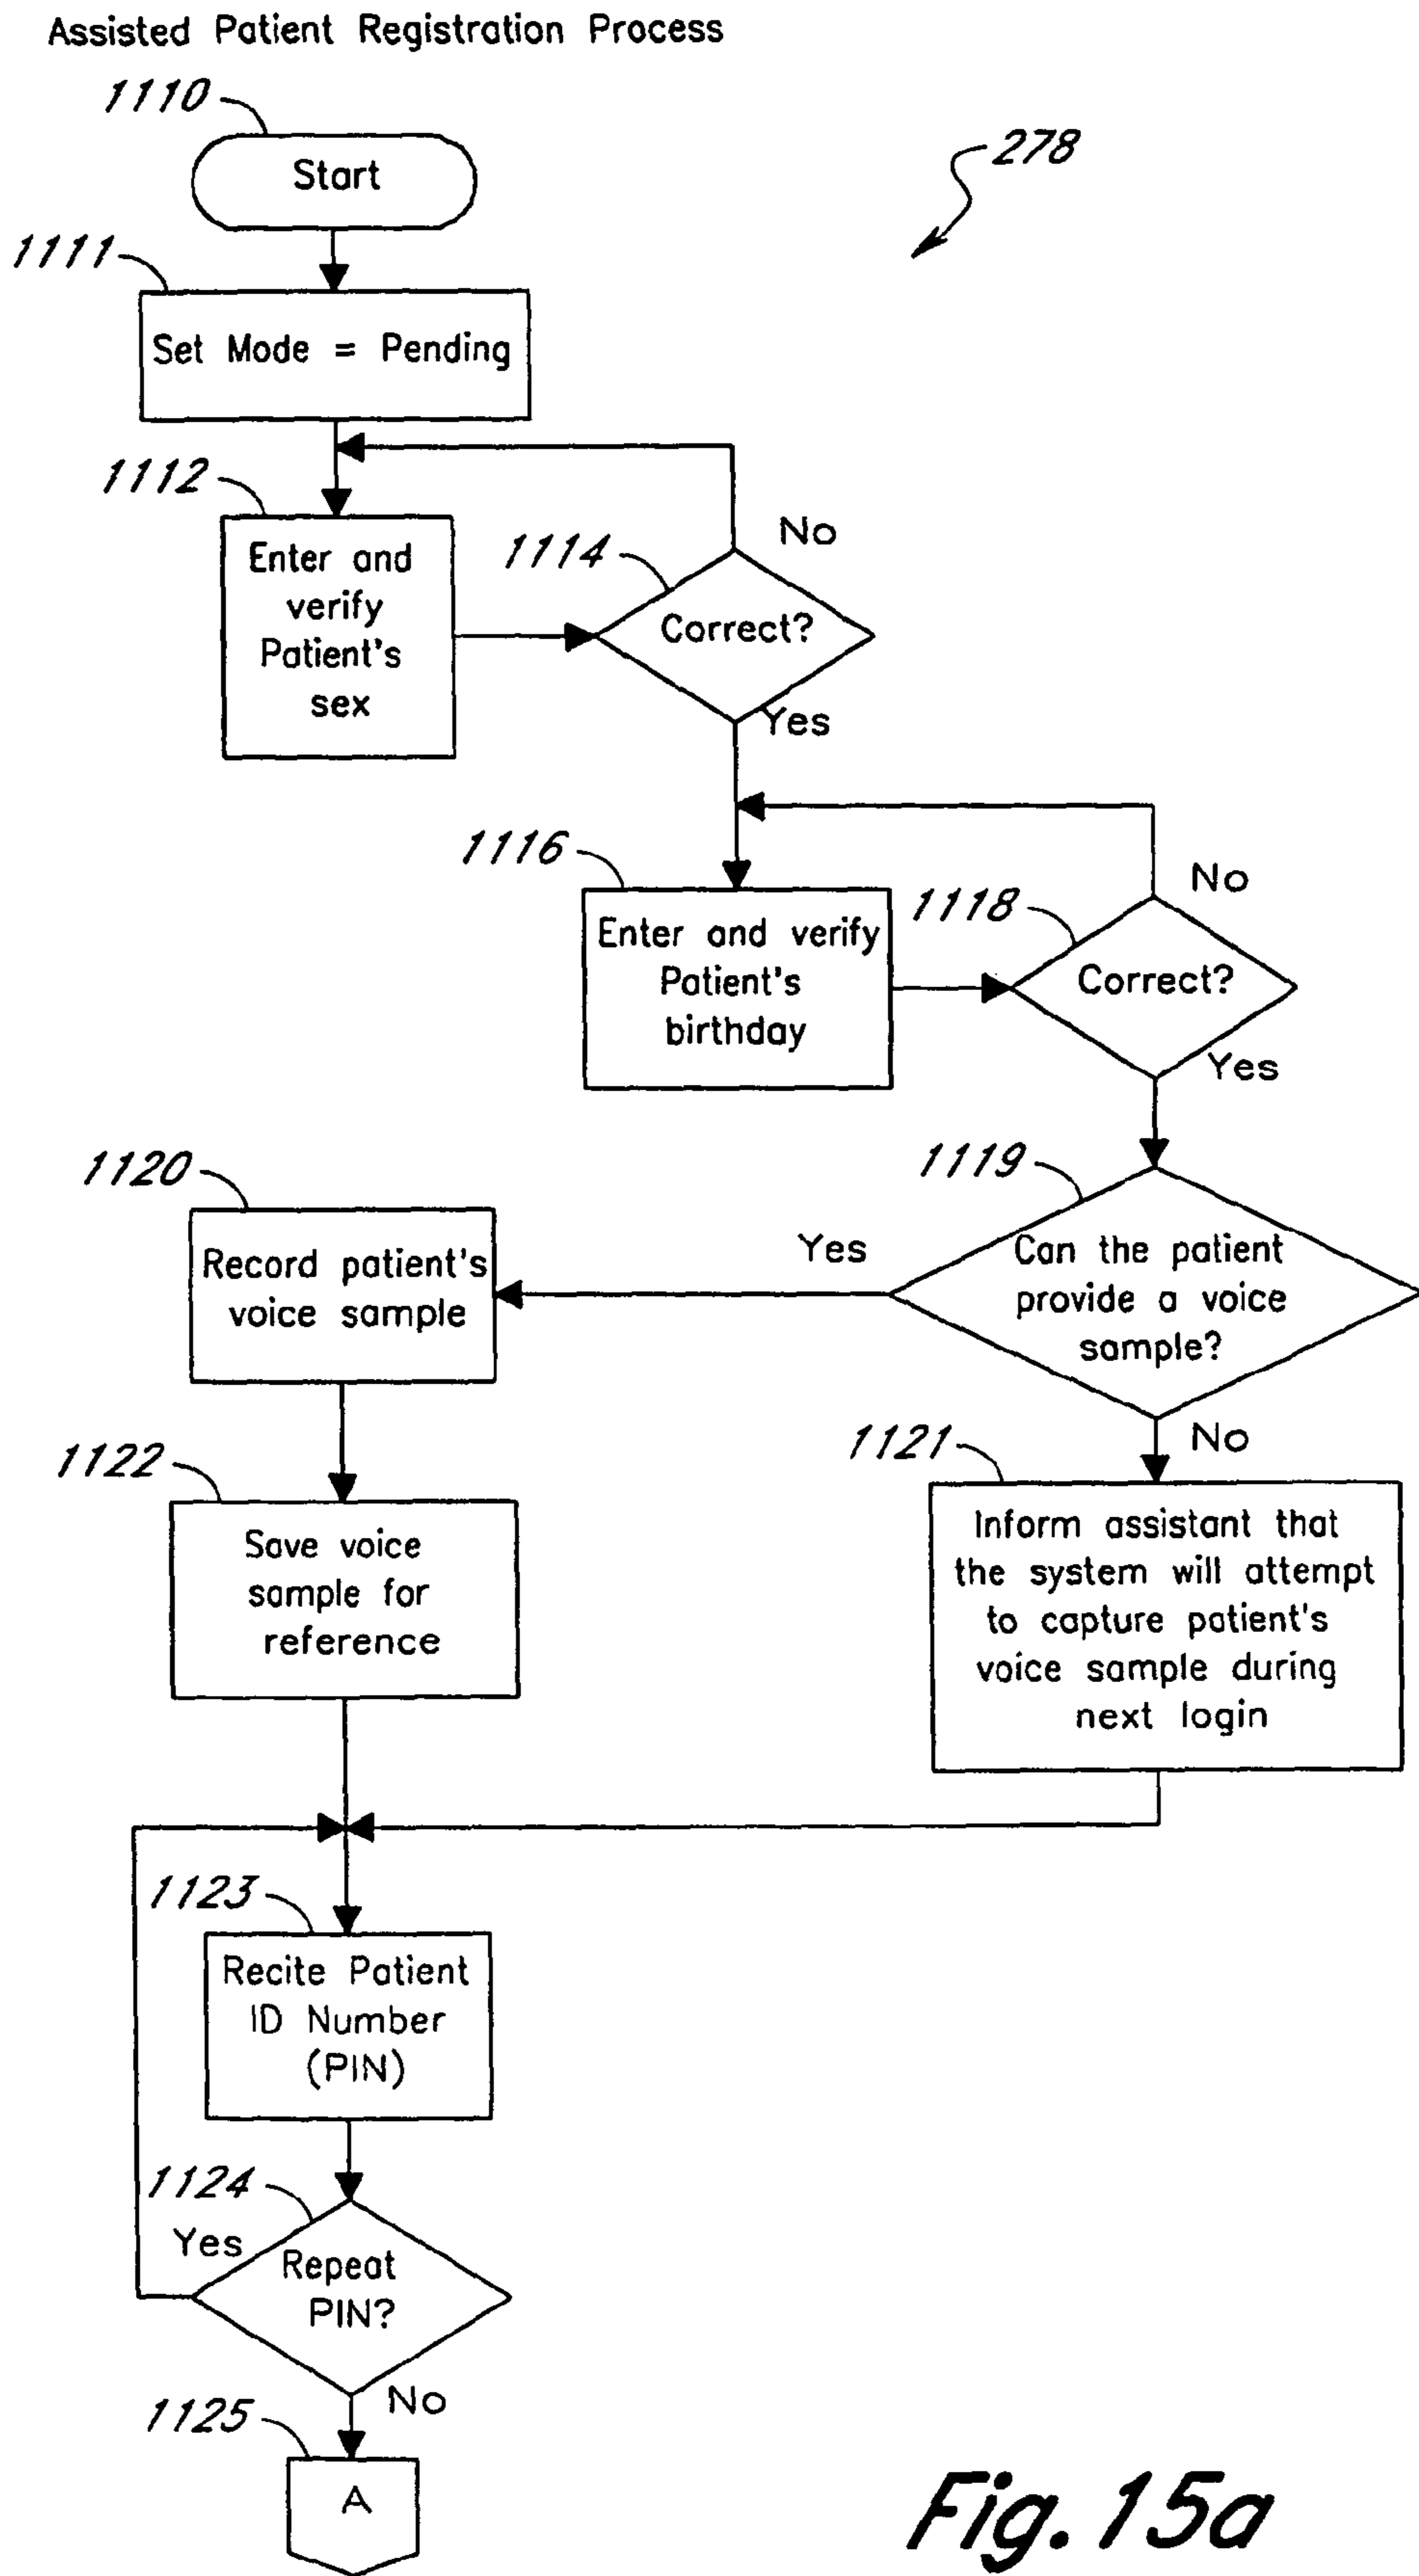 Assisted Patient Registration Process
1110
Start
278
1111
Set Mode = Pending
1112
Enter and
verify
Patient's
sex
1114
No
Correct?
Yes
1116
Enter and verify
Patient's
birthday
1118
No
Correct?
Yes
1119
Can the patient
provide a voice
sample?
Yes
No
1120
Record patient's
voice sample
1121
Inform assistant that
the system will attempt
to capture patient's
voice sample during
next login
1122
Save voice
sample for
reference
1123
Recite Patient
ID Number
(PIN)
1124
Yes
Repeat
PIN?
No
1125
A
Fig. 15a